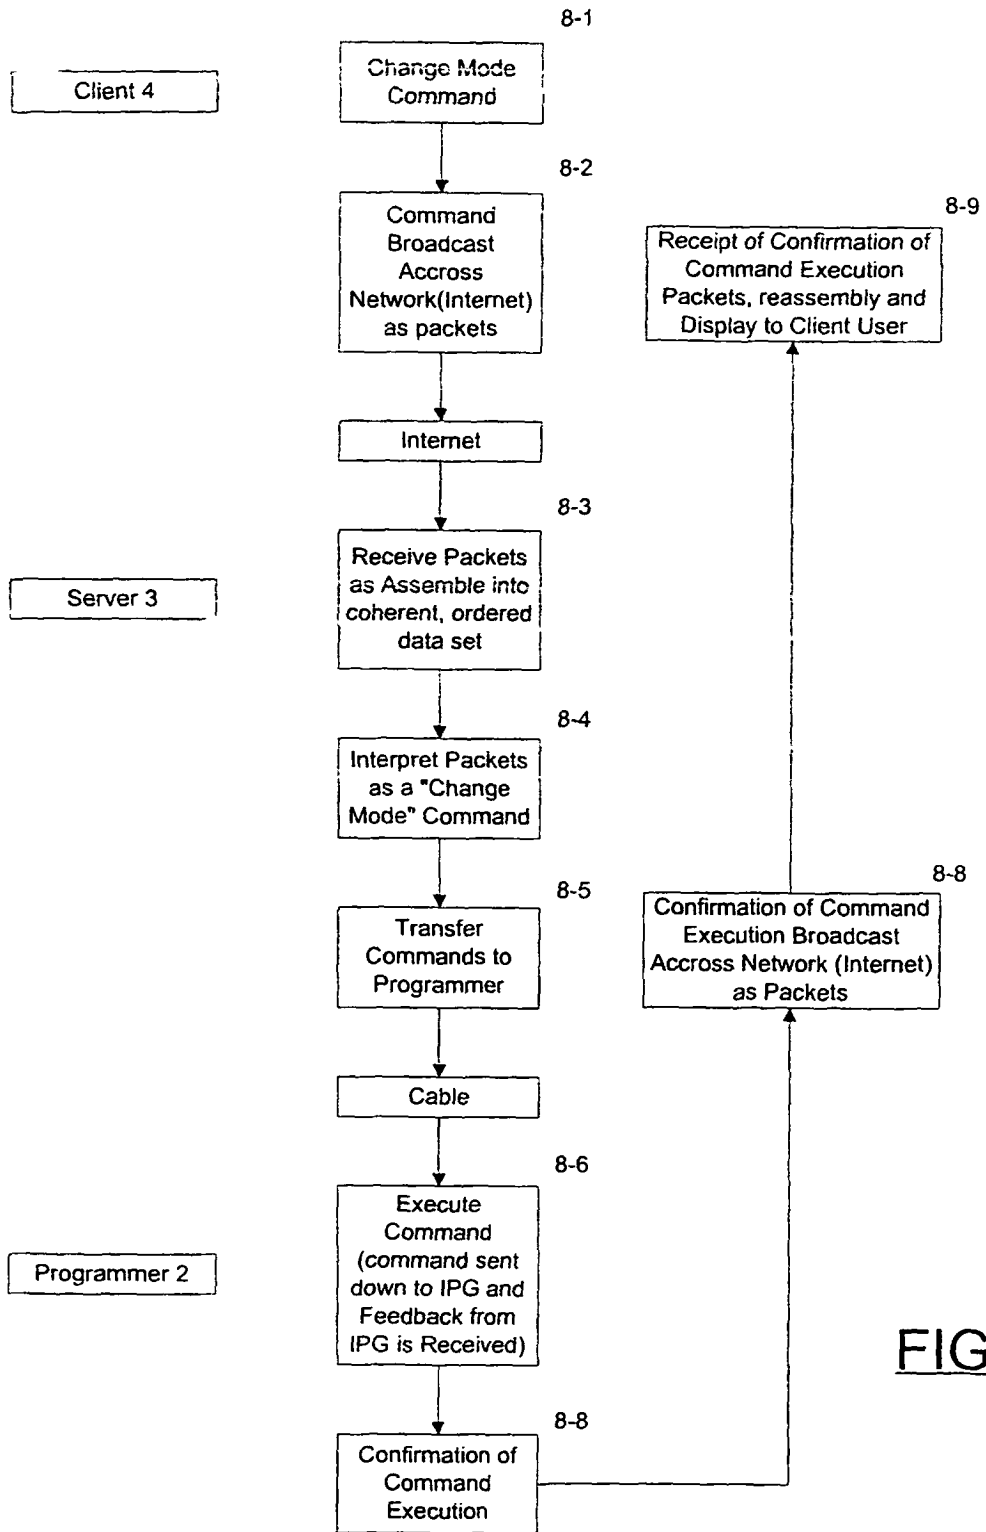 8-1
Client 4
Change Mode
Command
8-2
Command
Broadcast
Accross
Network(Internet)
as packets
Internet
8-3
Server 3
Receive Packets
as Assemble into
coherent, ordered
data set
8-4
Interpret Packets
as a "Change
Mode" Command
8-5
Transfer
Commands to
Programmer
Cable
8-6
Programmer 2
Execute
Command
(command sent
down to IPG and
Feedback from
IPG is Received)
8-8
Confirmation of
Command
Execution
8-8
Confirmation of Command
Execution Broadcast
Accross Network (Internet)
as Packets
8-9
Receipt of Confirmation of
Command Execution
Packets, reassembly and
Display to Client User
FIG